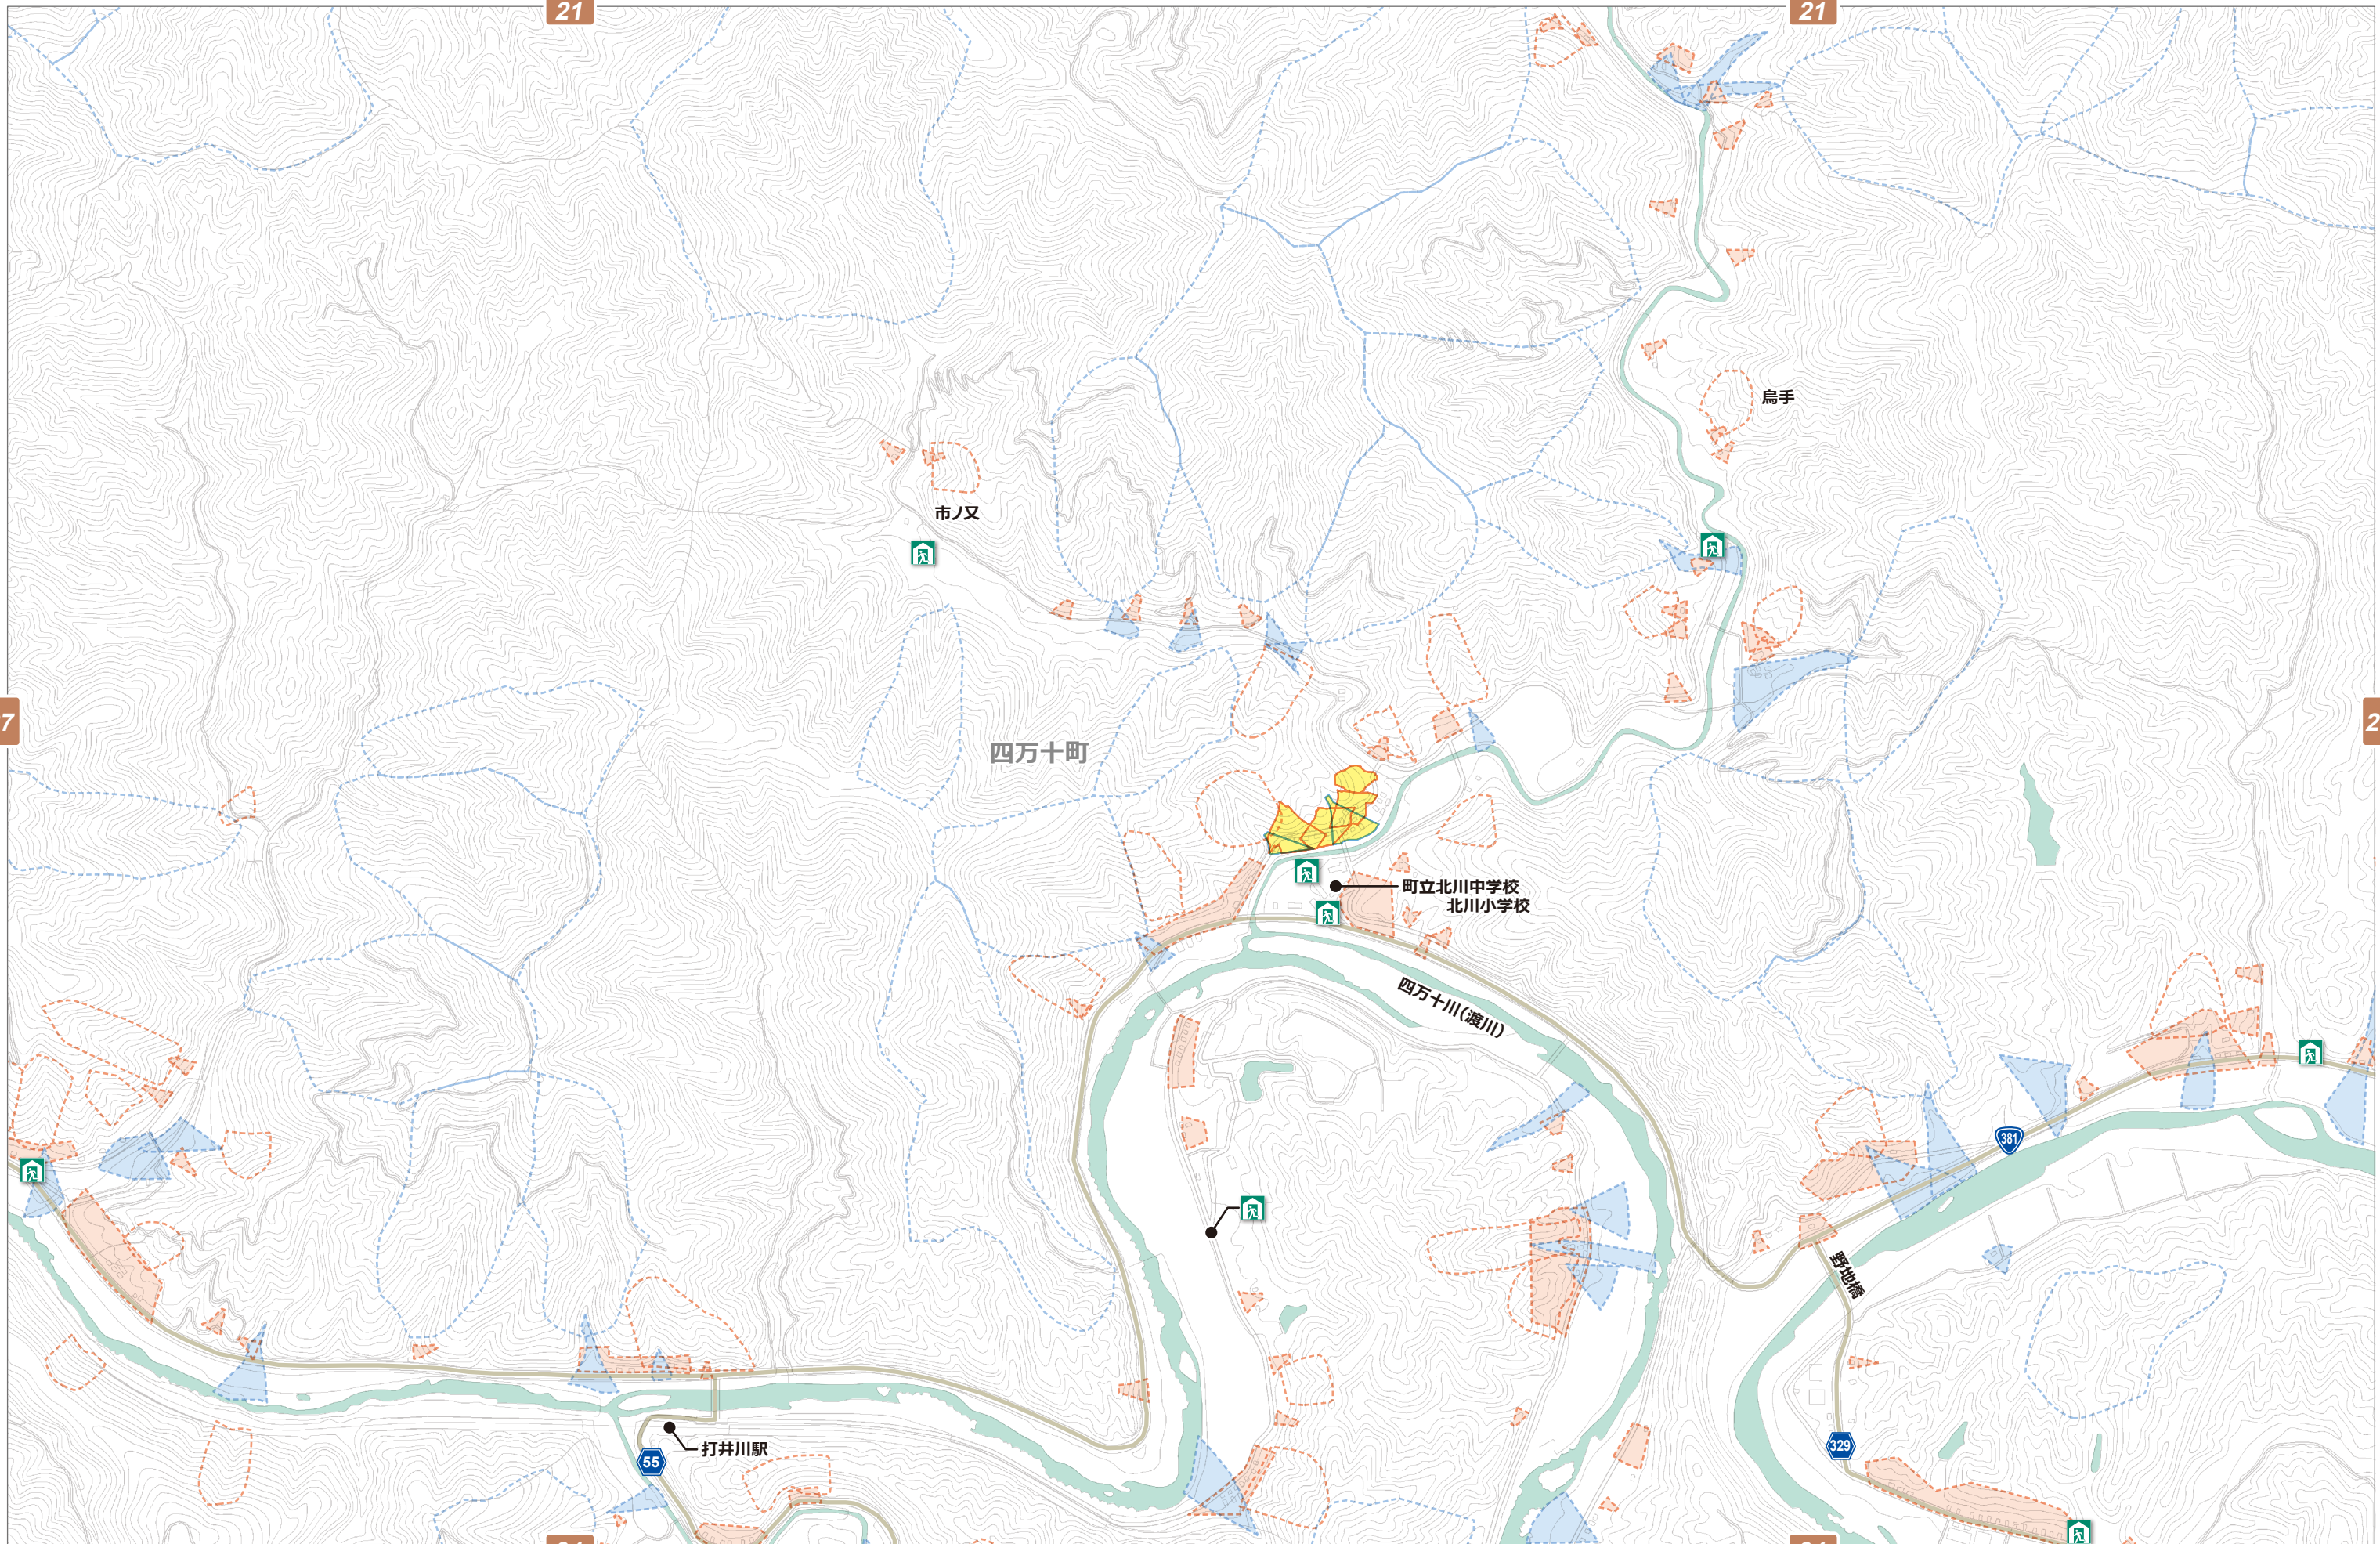 21
21
烏手
市ノ又
7
2
四万十町
町立北川中学校
北川小学校
四万十川(渡川)
381
野地橋
打井川駅
55
329